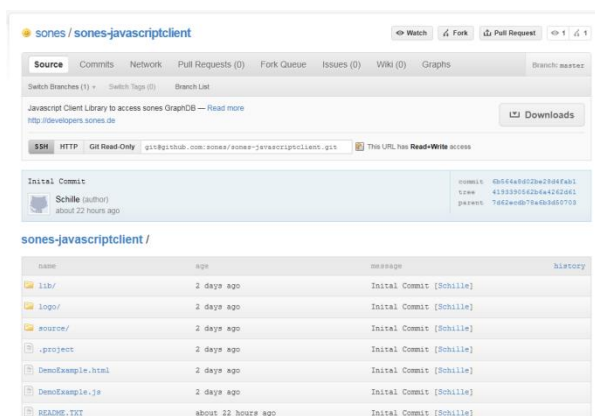 sones / sones-javascriptclient
Watch Fork Pull Request 1 1
Source Commits Network Pull Requests (0) Fork Queue Issues (0) Wiki (0) Graphs Branch: master
Switch Branches (1) Switch Tags (0) Branch List
Javascript Client Library to access sones GraphDB — Read more
http://developers.sones.de
Downloads
SSH HTTP Git Read-Only git@github.com:sones/sones-javascriptclient.git This URL has Read+Write access
Inital Commit
Schille (author)
about 22 hours ago
commit
tree
parent
sones-javascriptclient /
name age message history
lib/ 2 days ago Inital Commit [Schille]
logo/ 2 days ago Inital Commit [Schille]
source/ 2 days ago Inital Commit [Schille]
.project 2 days ago Inital Commit [Schille]
DemoExample.html 2 days ago Inital Commit [Schille]
DemoExample.js 2 days ago Inital Commit [Schille]
README.TXT about 22 hours ago Inital Commit [Schille]